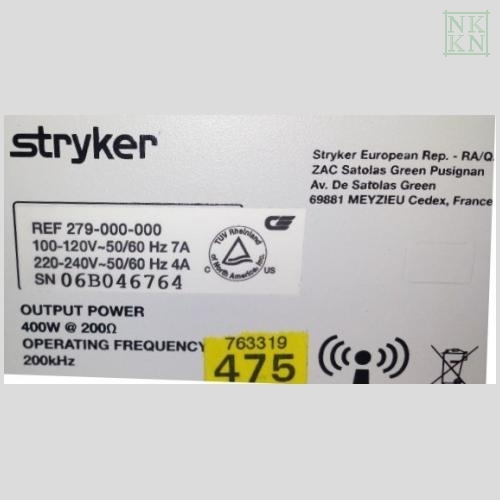 NK
KN
stryker
Stryker European Rep. - RA/Q
ZAC Satolas Green Pusignan
Av. De Satolas Green
69881 MEYZIEU Cedex, France
REF 279-000-000
100-120V~50/60 Hz 7A
220-240V~50/60 Hz 4A
SN 06B046764
TUV Rheinland
of North America
C US
OUTPUT POWER
400W @ 200Ω
OPERATING FREQUENCY
200kHz
763319
475